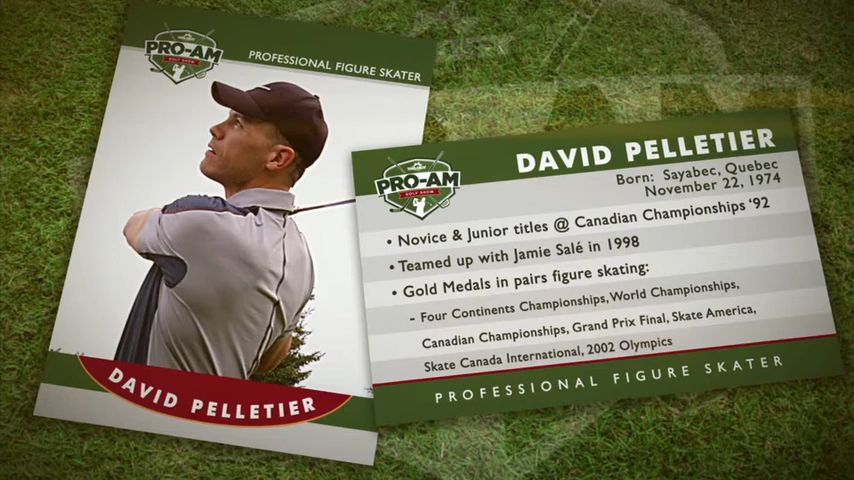 PRO-AM
GOLF SHOW
PROFESSIONAL FIGURE SKATER
DAVID PELLETIER
PRO-AM
GOLF SHOW
DAVID PELLETIER
Born: Sayabec, Quebec
November 22, 1974
• Novice & Junior titles @ Canadian Championships ‘92
• Teamed up with Jamie Salé in 1998
• Gold Medals in pairs figure skating:
- Four Continents Championships, World Championships,
Canadian Championships, Grand Prix Final, Skate America,
Skate Canada International, 2002 Olympics
PROFESSIONAL FIGURE SKATER